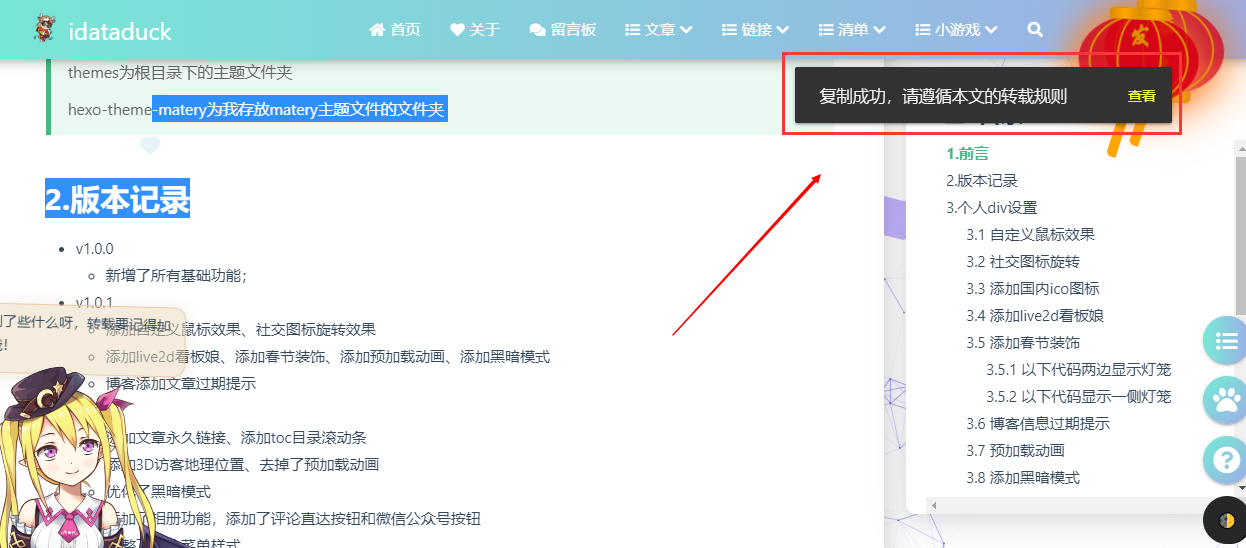 idataduck
首页
关于
留言板
文章
链接
清单
小游戏
发
themes为根目录下的主题文件夹
hexo-theme-matery为我存放matery主题文件的文件夹
复制成功，请遵循本文的转载规则
查看
2.版本记录
v1.0.0
新增了所有基础功能；
v1.0.1
添加自定义鼠标效果、社交图标旋转效果
添加live2d看板娘、添加春节装饰、添加预加载动画、添加黑暗模式
博客添加文章过期提示
添加文章永久链接、添加toc目录滚动条
添加3D访客地理位置、去掉了预加载动画
优化了黑暗模式
添加了相册功能，添加了评论直达按钮和微信公众号按钮
菜单样式
了些什么呀，转载要记得加
！
1.前言
2.版本记录
3.个人div设置
3.1 自定义鼠标效果
3.2 社交图标旋转
3.3 添加国内ico图标
3.4 添加live2d看板娘
3.5 添加春节装饰
3.5.1 以下代码两边显示灯笼
3.5.2 以下代码显示一侧灯笼
3.6 博客信息过期提示
3.7 预加载动画
3.8 添加黑暗模式